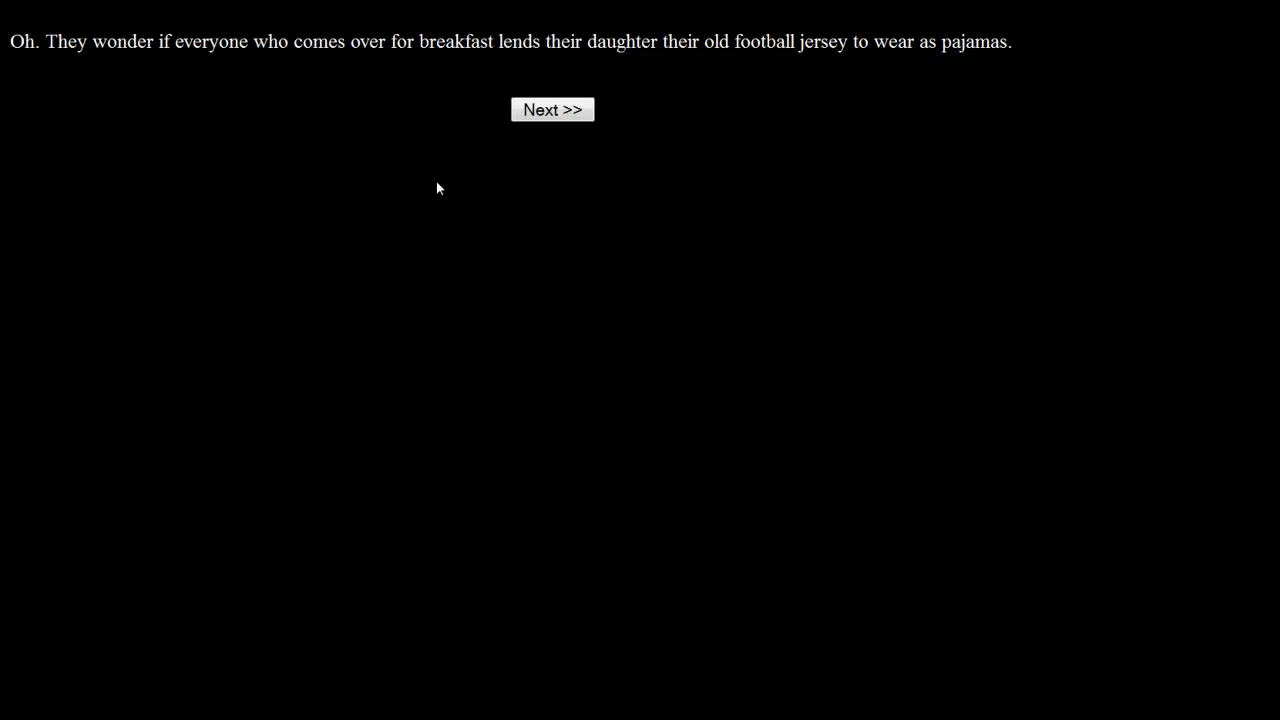 Oh. They wonder if everyone who comes over for breakfast lends their daughter their old football jersey to wear as pajamas.
Next >>